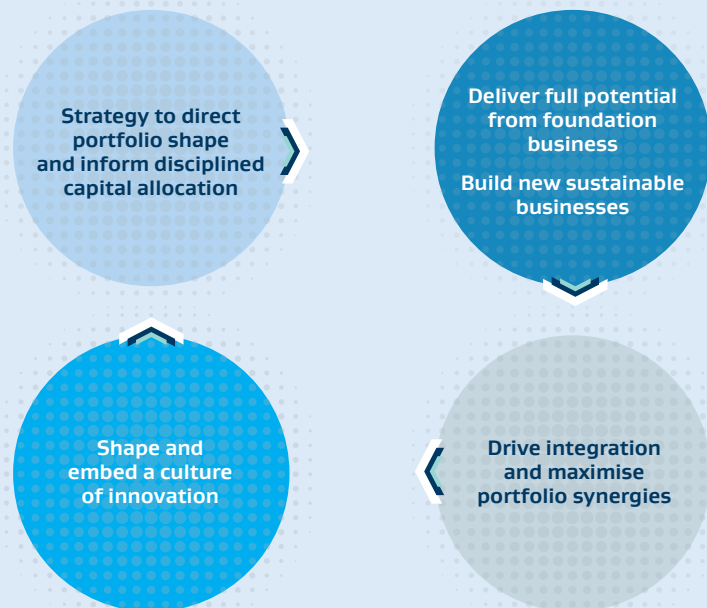 Strategy to direct
portfolio shape
and inform disciplined
capital allocation
Deliver full potential
from foundation
business
Build new sustainable
businesses
Drive integration
and maximise
portfolio synergies
Shape and
embed a culture
of innovation